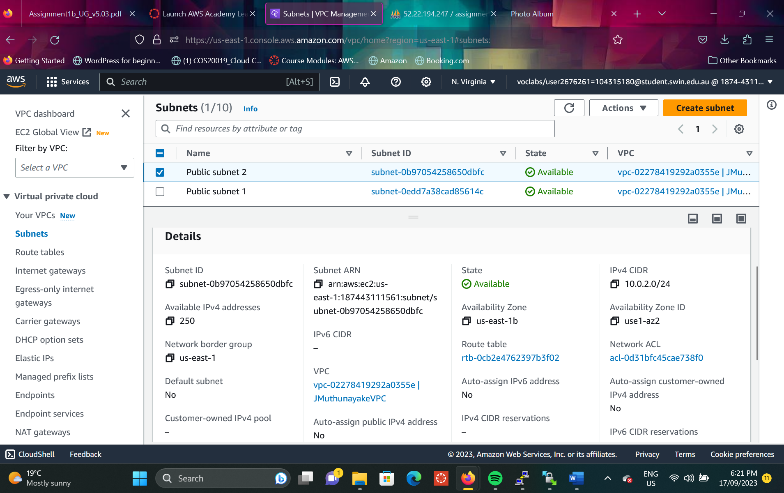 Assignment1b_UG_v5.03.pdf
Launch AWS Academy Le
Subnets | VPC Manageme
52.22.194.247 / assignmen
Photo Album
https://us-east-1.console.aws.amazon.com/vpc/home?region=us-east-1#subnets:
Getting Started
WordPress for beginn...
(1) COS20019_Cloud C...
Course Modules: AWS...
Amazon
Booking.com
Other Bookmarks
aws
Services
Search
[Alt+S]
N. Virginia
voclabs/user2676261=104315180@student.swin.edu.au @ 1874-4311...
VPC dashboard
EC2 Global View New
Filter by VPC:
Select a VPC
Virtual private cloud
Your VPCs New
Subnets
Route tables
Internet gateways
Egress-only internet
gateways
Carrier gateways
DHCP option sets
Elastic IPs
Managed prefix lists
Endpoints
Endpoint services
NAT gateways
Subnets (1/10) Info
Actions
Create subnet
Find resources by attribute or tag
1
Name
Subnet ID
State
VPC
Public subnet 2
subnet-0b97054258650dbfc
Available
vpc-02278419292a0355e | JMu...
Public subnet 1
subnet-0edd7a38cad85614c
Available
vpc-02278419292a0355e | JMu...
Details
Subnet ID
subnet-0b97054258650dbfc
Available IPv4 addresses
250
Network border group
us-east-1
Default subnet
No
Customer-owned IPv4 pool
–
Subnet ARN
arn:aws:ec2:us-
east-1:187443111561:subnet/s
ubnet-0b97054258650dbfc
IPv6 CIDR
–
VPC
vpc-02278419292a0355e |
JMuthunayakeVPC
Auto-assign public IPv4 address
No
State
Available
Availability Zone
us-east-1b
Route table
rtb-0cb2e4762397b3f02
Auto-assign IPv6 address
No
IPv4 CIDR reservations
–
IPv4 CIDR
10.0.2.0/24
Availability Zone ID
use1-az2
Network ACL
acl-0d31bfc45cae738f0
Auto-assign customer-owned
IPv4 address
No
IPv6 CIDR reservations
CloudShell
Feedback
© 2023, Amazon Web Services, Inc. or its affiliates.
Privacy
Terms
Cookie preferences
19°C
Mostly sunny
Search
1
ENG
US
6:21 PM
17/09/2023
11